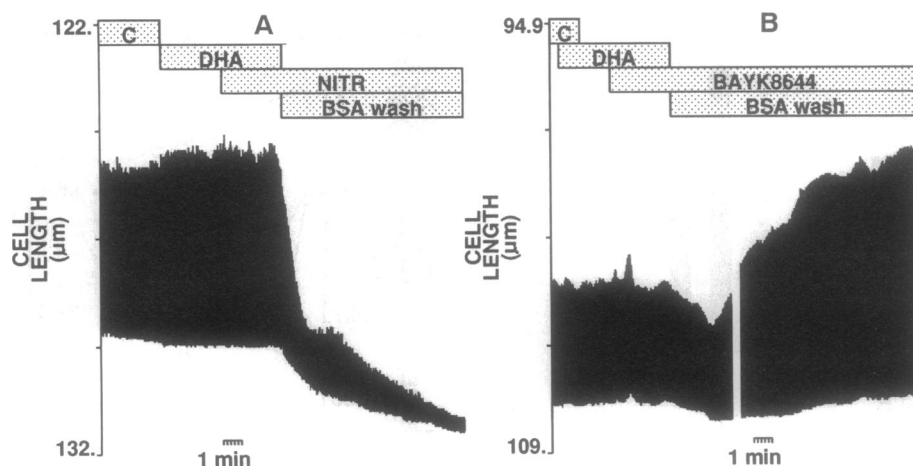 A
122.
C
DHA
NITR
BSA wash
CELL
LENGTH
(µm)
132.
1 min
B
94.9
C
DHA
BAYK8644
BSA wash
CELL
LENGTH
(µm)
109.
1 min